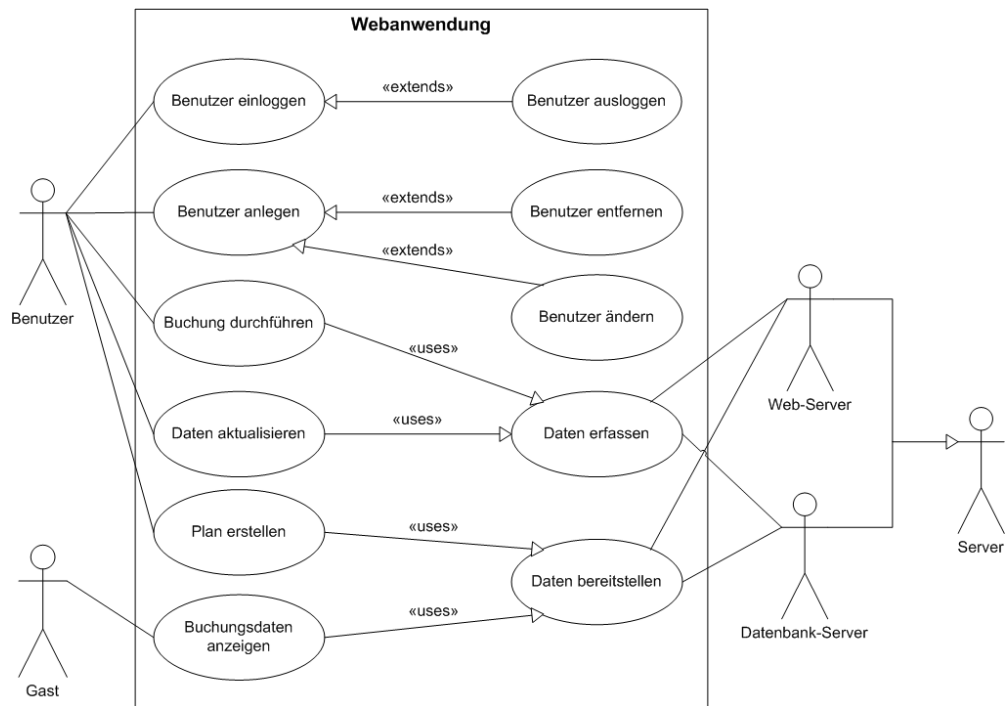 Webanwendung
Benutzer einloggen
«extends»
Benutzer ausloggen
Benutzer anlegen
«extends»
Benutzer entfernen
«extends»
Benutzer ändern
Benutzer
Buchung durchführen
«uses»
Web-Server
Daten aktualisieren
«uses»
Daten erfassen
Plan erstellen
«uses»
Server
Daten bereitstellen
Buchungsdaten
anzeigen
«uses»
Datenbank-Server
Gast